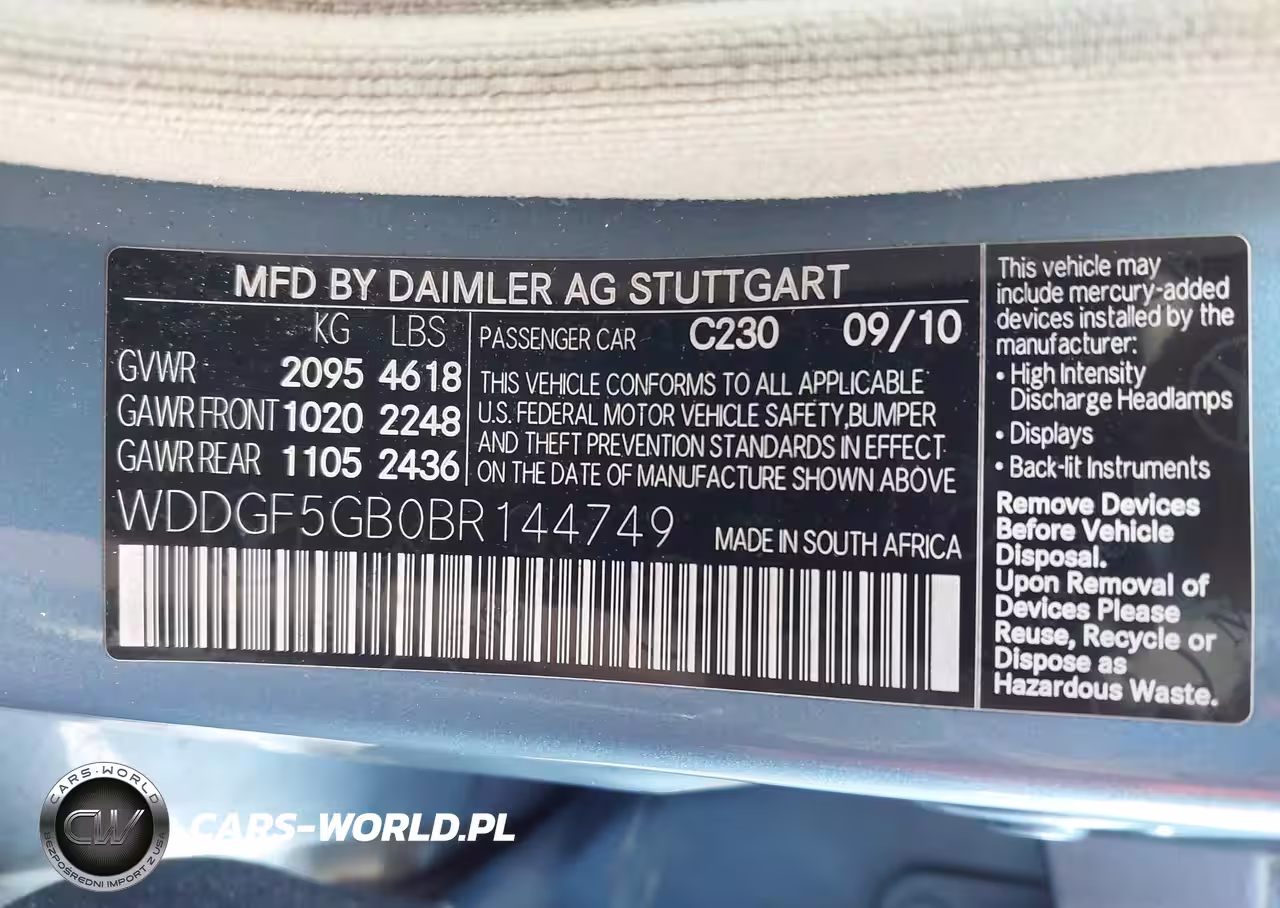 MFD BY DAIMLER AG STUTTGART
KG LBS
GVWR 2095 4618
GAWR FRONT 1020 2248
GAWR REAR 1105 2436
PASSENGER CAR C230 09/10
THIS VEHICLE CONFORMS TO ALL APPLICABLE
U.S. FEDERAL MOTOR VEHICLE SAFETY,BUMPER
AND THEFT PREVENTION STANDARDS IN EFFECT
ON THE DATE OF MANUFACTURE SHOWN ABOVE
WDDGF5GB0BR144749
MADE IN SOUTH AFRICA
This vehicle may
include mercury-added
devices installed by the
manufacturer:
• High Intensity
Discharge Headlamps
• Displays
• Back-lit Instruments
Remove Devices
Before Vehicle
Disposal.
Upon Removal of
Devices Please
Reuse, Recycle or
Dispose as
Hazardous Waste.
CARS-WORLD
CW
BEZPOŚREDNI IMPORT Z USA
CARS-WORLD.PL